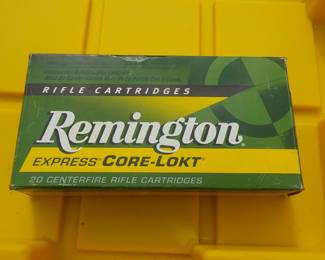 RIFLE CARTRIDGES
Remington
EXPRESS CORE-LOKT
20 CENTERFIRE RIFLE CARTRIDGES